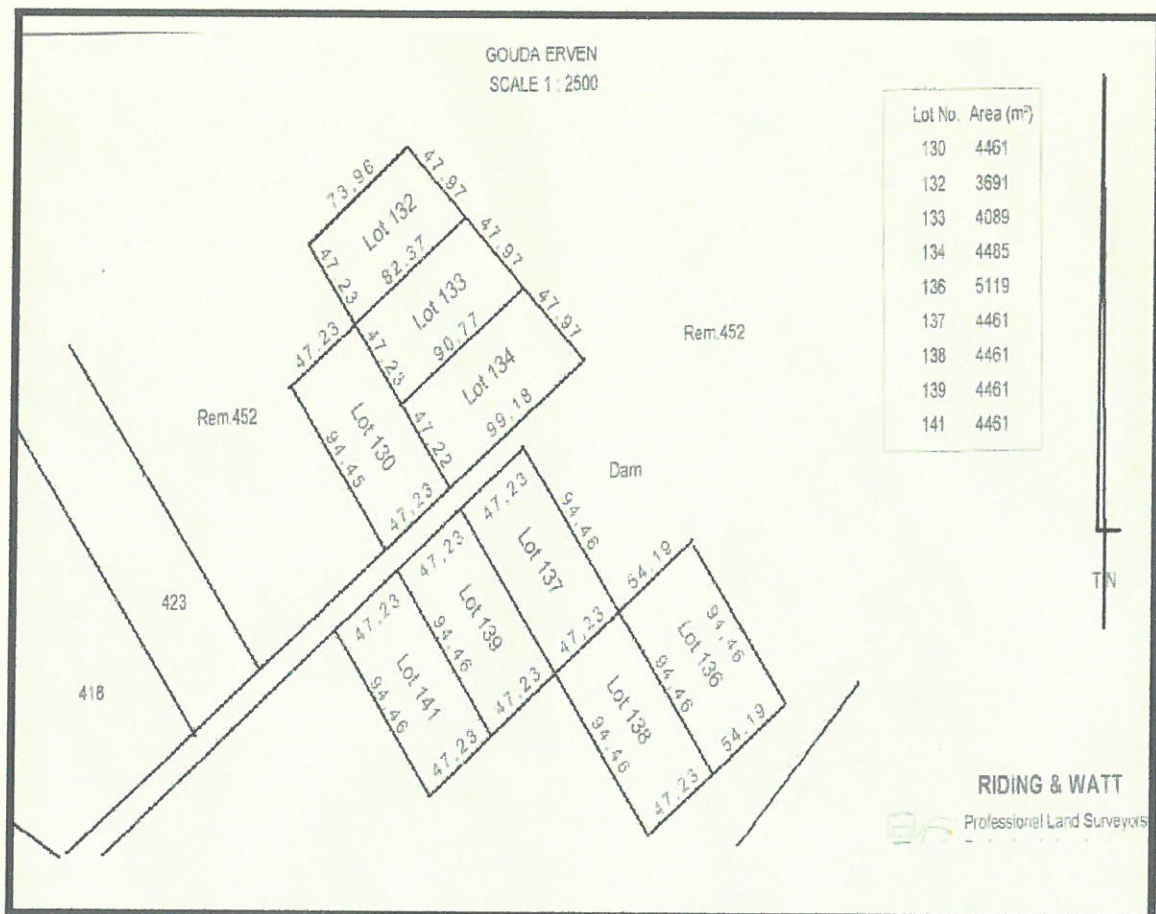 GOUDA ERVEN
SCALE 1 : 2500
Lot No. Area (m²)
130 4461
132 3691
133 4089
134 4485
136 5119
137 4461
138 4461
139 4461
141 4461
73,96
47,97
Lot 132
47,23
82,37
47,97
47,23
Lot 133
47,23
90,77
47,97
Rem.452
Lot 134
Rem.452
Lot 130
94,45
47,22
99,18
47,23
Dam
47,23
94,46
47,23
Lot 137
54,19
T N
423
47,23
Lot 139
94,46
47,23
Lot 136
94,46
418
94,46
Lot 141
47,23
94,46
Lot 138
54,19
47,23
94,46
47,23
RIDING & WATT
Professional Land Surveyors